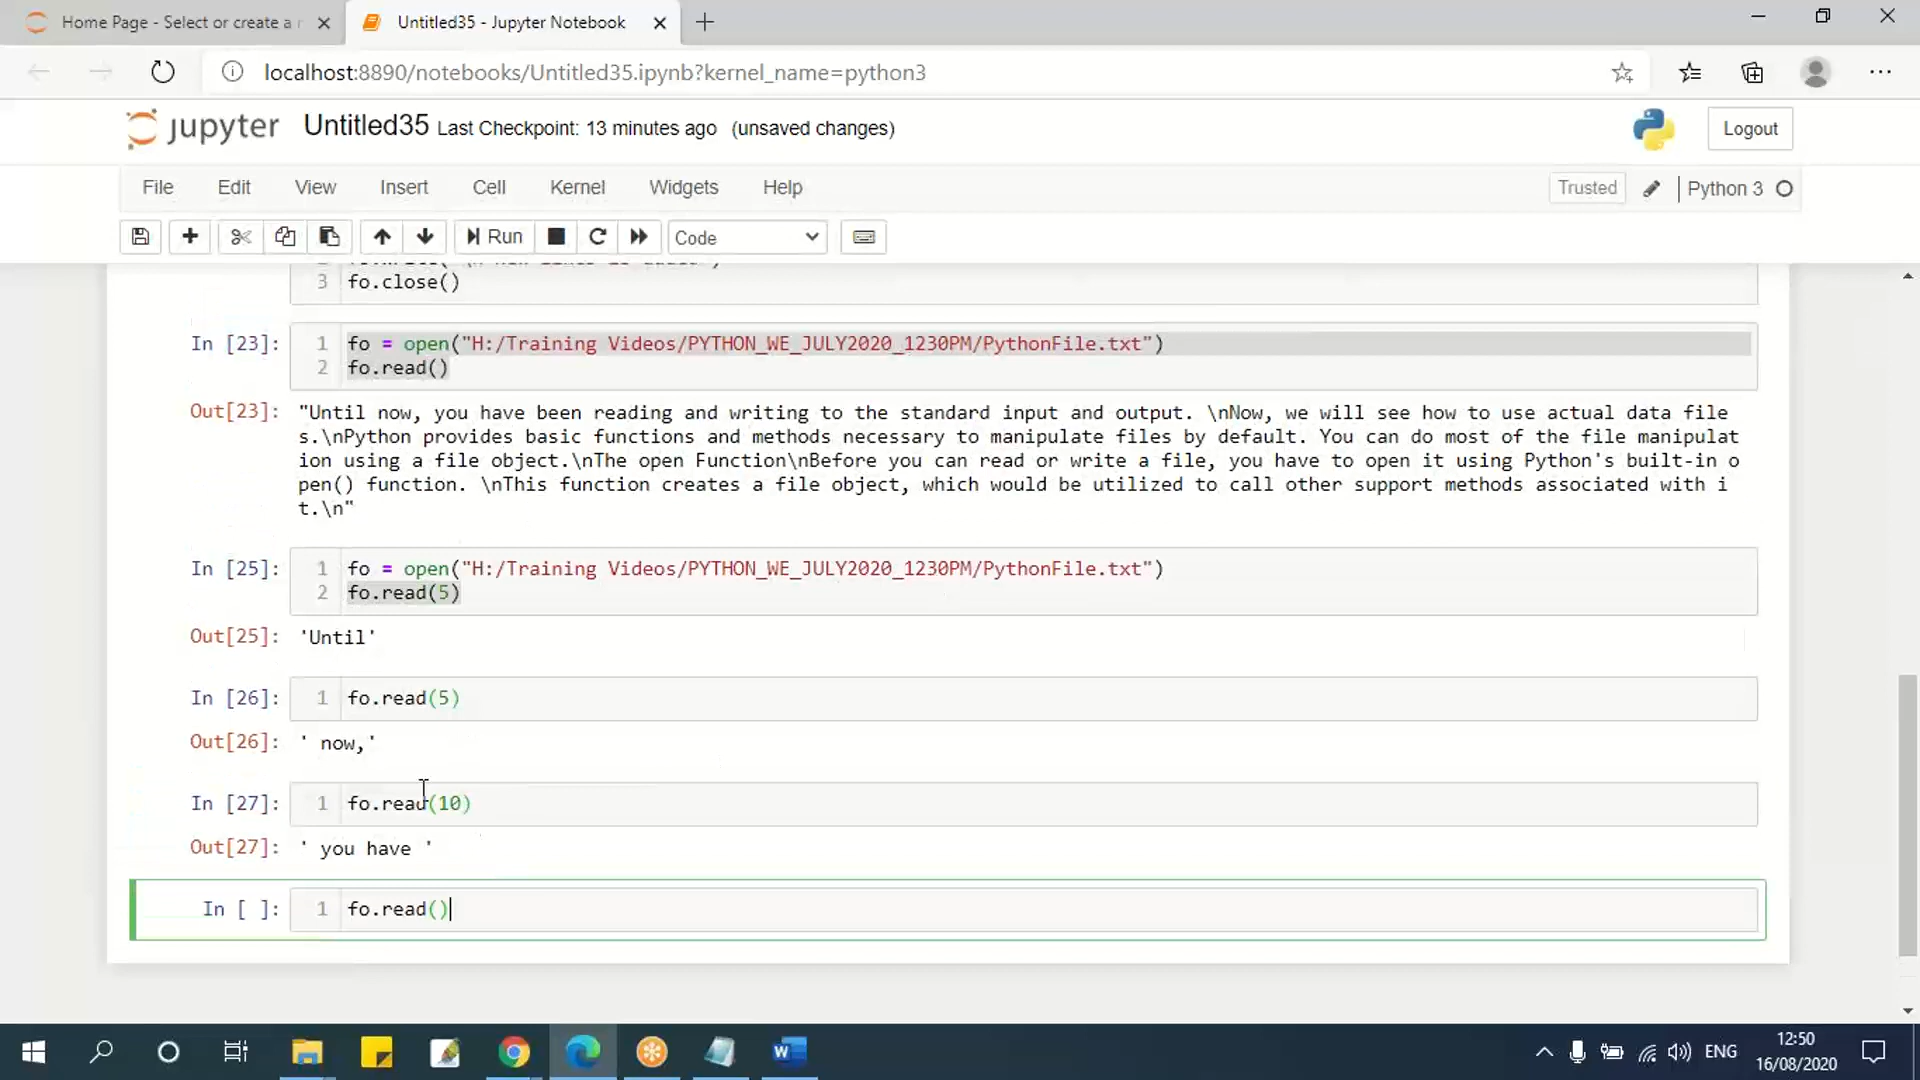 Home Page - Select or create a
Untitled35 - Jupyter Notebook
localhost:8890/notebooks/Untitled35.ipynb?kernel_name=python3
jupyter Untitled35 Last Checkpoint: 13 minutes ago (unsaved changes)
Logout
File Edit View Insert Cell Kernel Widgets Help
Trusted Python 3
Run Code
3 fo.close()
In [23]: 1 fo = open("H:/Training Videos/PYTHON_WE_JULY2020_1230PM/PythonFile.txt")
2 fo.read()
Out[23]: "Until now, you have been reading and writing to the standard input and output. \nNow, we will see how to use actual data file
s.\nPython provides basic functions and methods necessary to manipulate files by default. You can do most of the file manipulat
ion using a file object.\nThe open Function\nBefore you can read or write a file, you have to open it using Python's built-in o
pen() function. \nThis function creates a file object, which would be utilized to call other support methods associated with i
t.\n"
In [25]: 1 fo = open("H:/Training Videos/PYTHON_WE_JULY2020_1230PM/PythonFile.txt")
2 fo.read(5)
Out[25]: 'Until'
In [26]: 1 fo.read(5)
Out[26]: ' now,'
In [27]: 1 fo.read(10)
Out[27]: ' you have '
In [ ]: 1 fo.read()
ENG
12:50
16/08/2020